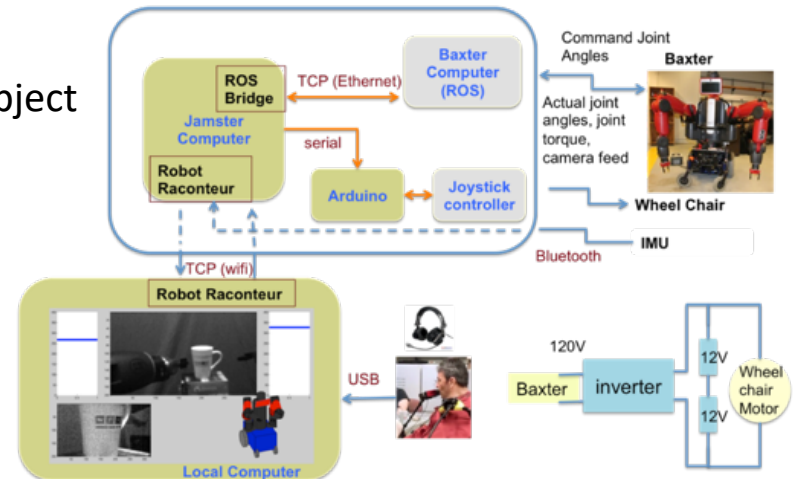 bject
ROS
Bridge
Jamster
Computer
Robot
Raconteur
TCP (Ethernet)
Baxter
Computer
(ROS)
serial
Arduino
Joystick
controller
Command Joint
Angles
Baxter
Actual joint
angles, joint
torque,
camera feed
Wheel Chair
IMU
Bluetooth
TCP (wifi)
Robot Raconteur
Local Computer
USB
120V
Baxter
inverter
12V
12V
Wheel
chair
Motor